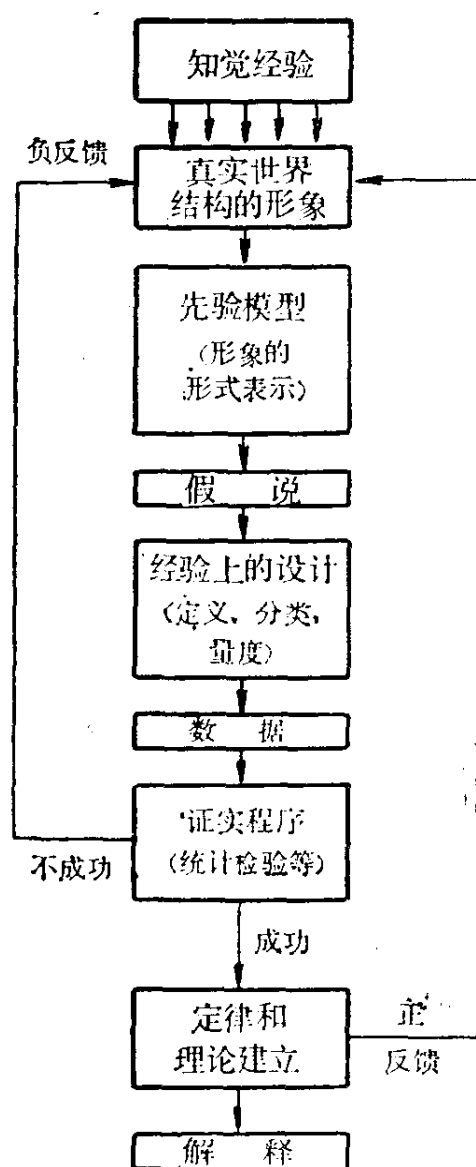 知觉经验
负反馈
真实世界
结构的形象
先验模型
(形象的
形式表示)
假 说
经验上的设计
(定义、分类,
量度)
数 据
证实程序
(统计检验等)
不成功
成功
定律和
理论建立
正
反馈
解 释